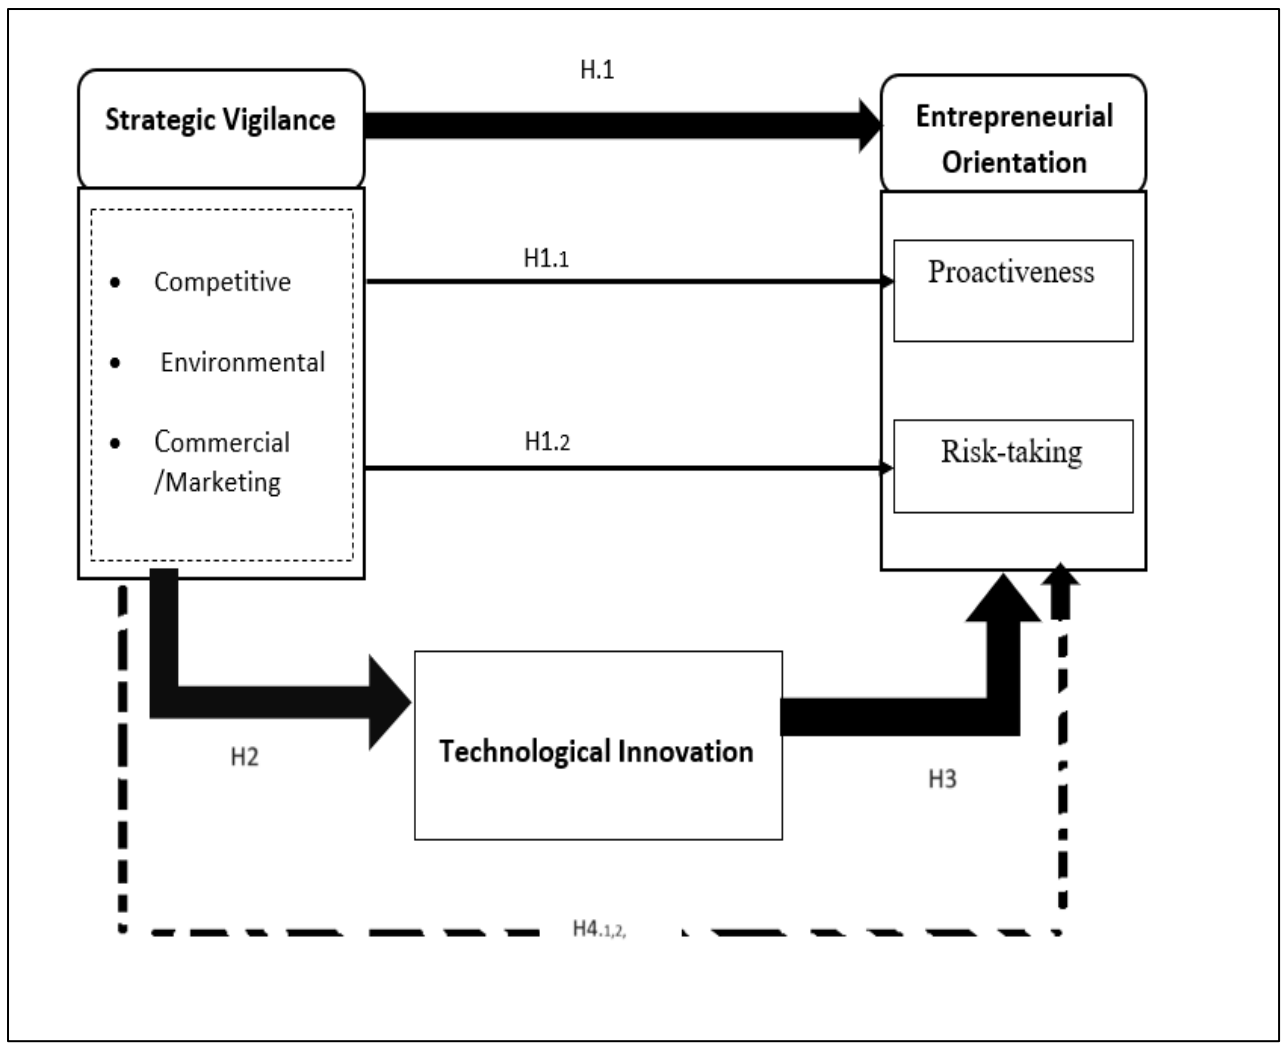 H.1
Strategic Vigilance
Entrepreneurial
Orientation
H1.1
• Competitive
Proactiveness
• Environmental
H1.2
• Commercial
/Marketing
Risk-taking
H2
Technological Innovation
H3
H4.1,2,